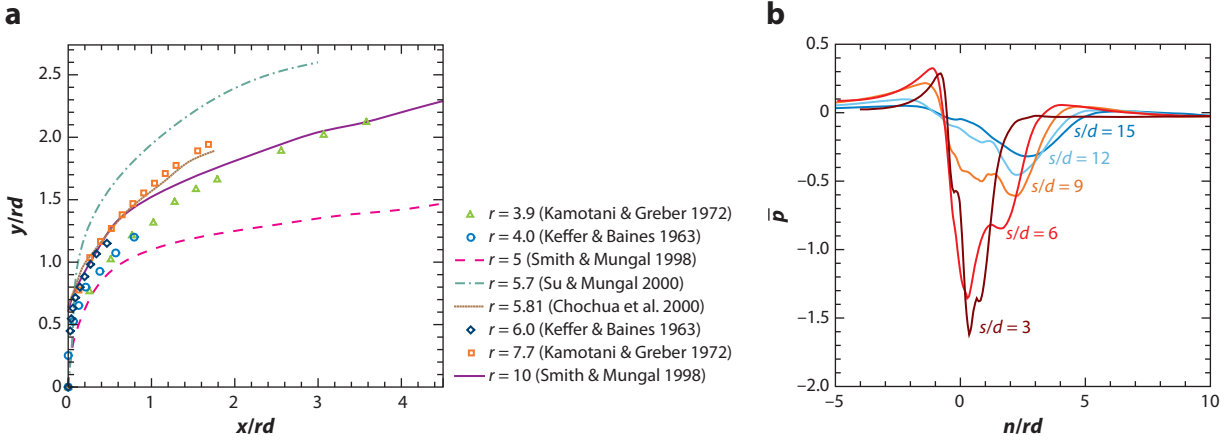 a
2.5
2.0
1.5
1.0
0.5
0
y/rd
0
1
2
3
4
x/rd
r = 3.9 (Kamotani & Greber 1972)
r = 4.0 (Keffer & Baines 1963)
r = 5 (Smith & Mungal 1998)
r = 5.7 (Su & Mungal 2000)
r = 5.81 (Chochua et al. 2000)
r = 6.0 (Keffer & Baines 1963)
r = 7.7 (Kamotani & Greber 1972)
r = 10 (Smith & Mungal 1998)
b
0.5
0
−0.5
−1.0
−1.5
−2.0
p̅
s/d = 15
s/d = 12
s/d = 9
s/d = 6
s/d = 3
−5
0
5
10
n/rd